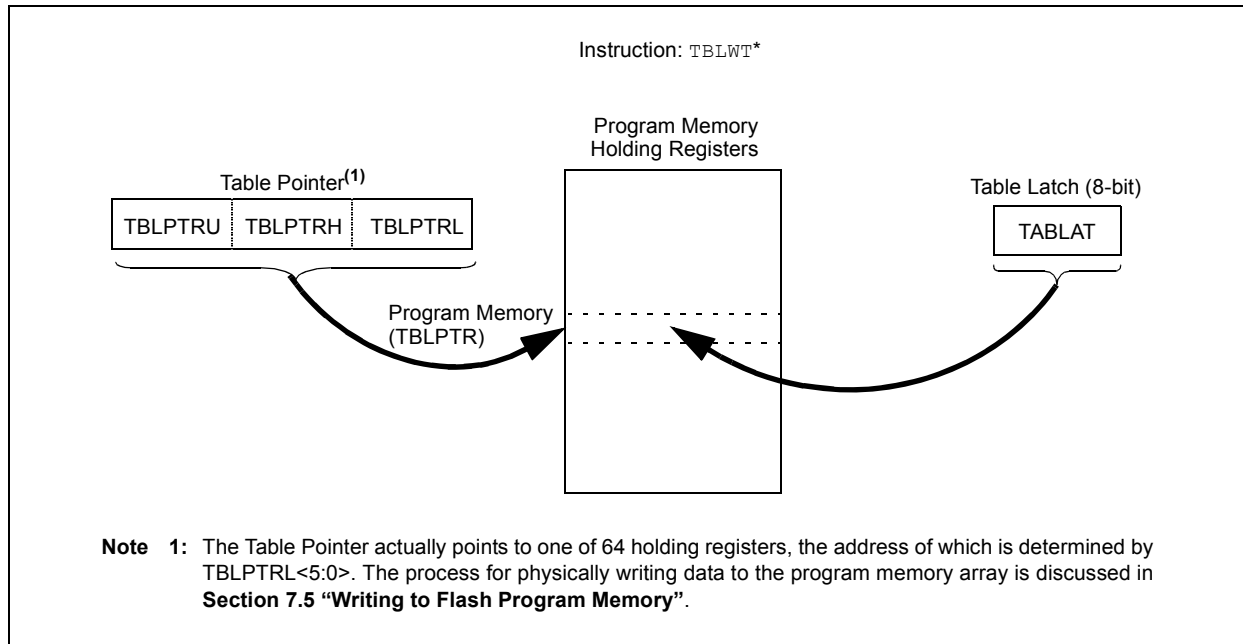 Instruction: TBLWT*
Program Memory
Holding Registers
Table Pointer(1)
Table Latch (8-bit)
TBLPTRU TBLPTRH TBLPTRL
TABLAT
Program Memory
(TBLPTR)
Note 1: The Table Pointer actually points to one of 64 holding registers, the address of which is determined by
TBLPTRL<5:0>. The process for physically writing data to the program memory array is discussed in
Section 7.5 “Writing to Flash Program Memory”.